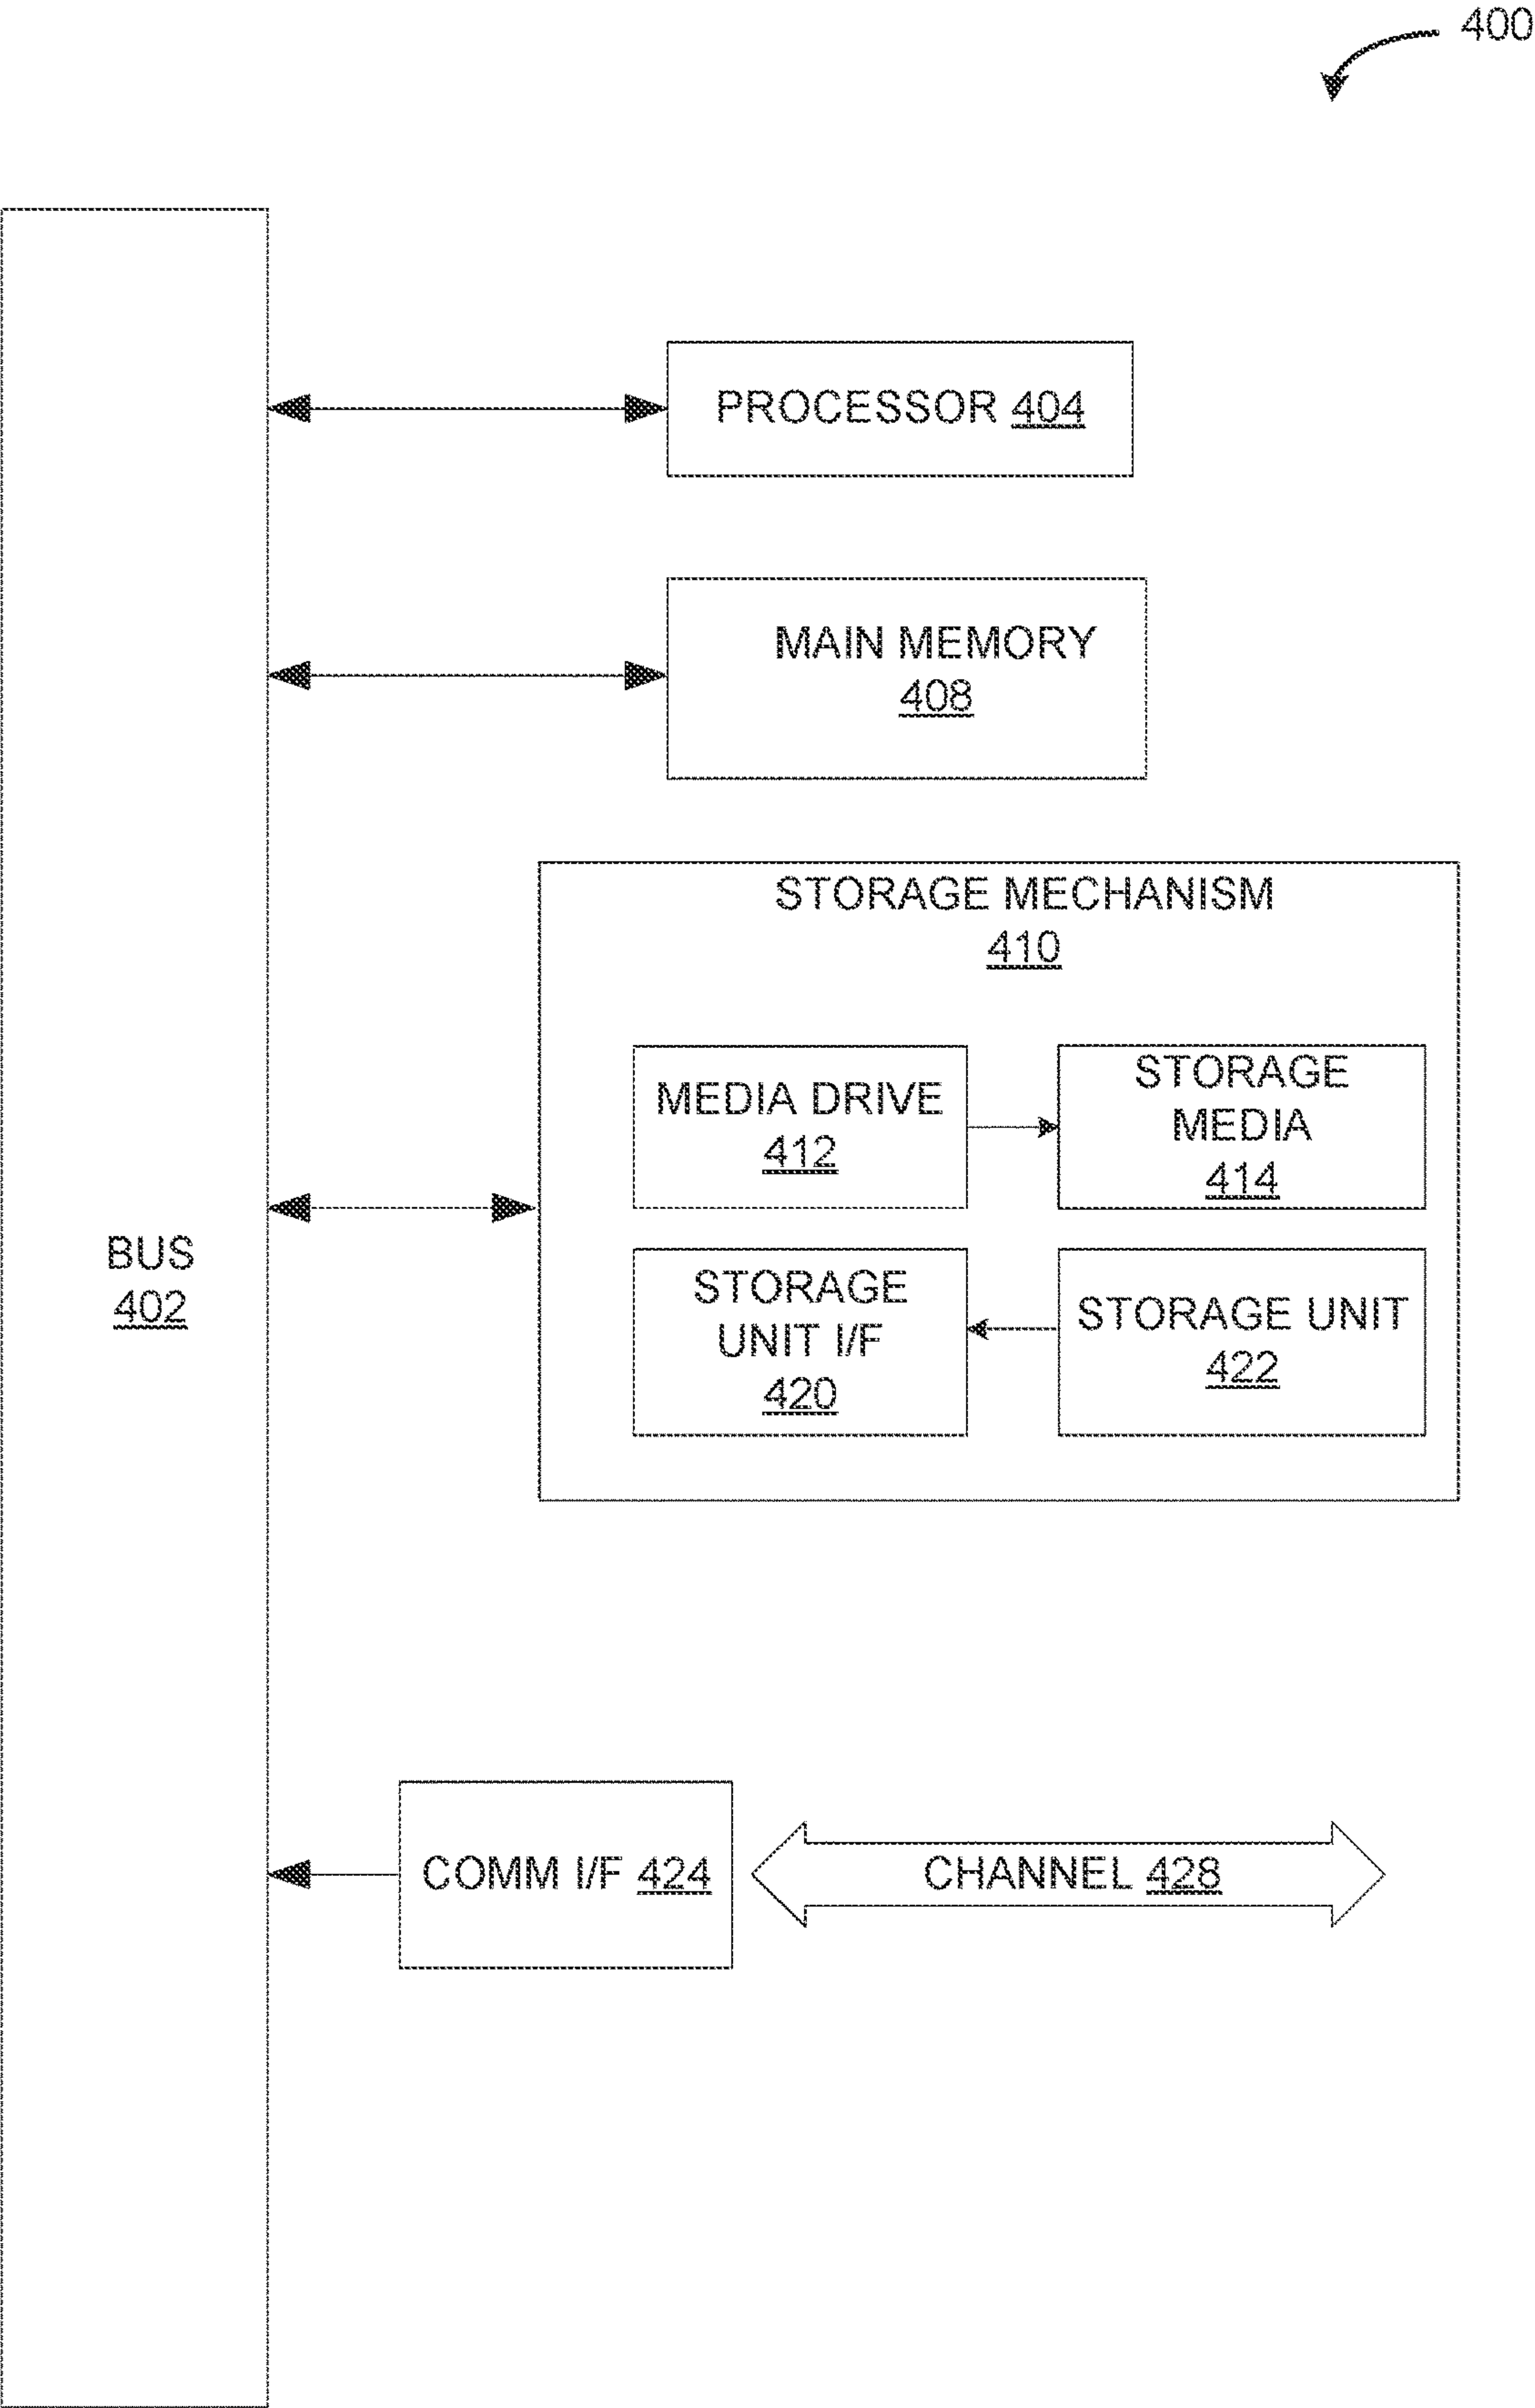 400
PROCESSOR 404
MAIN MEMORY
408
STORAGE MECHANISM
410
MEDIA DRIVE
412
STORAGE
MEDIA
414
BUS
402
STORAGE
UNIT I/F
420
STORAGE UNIT
422
COMM I/F 424
CHANNEL 428